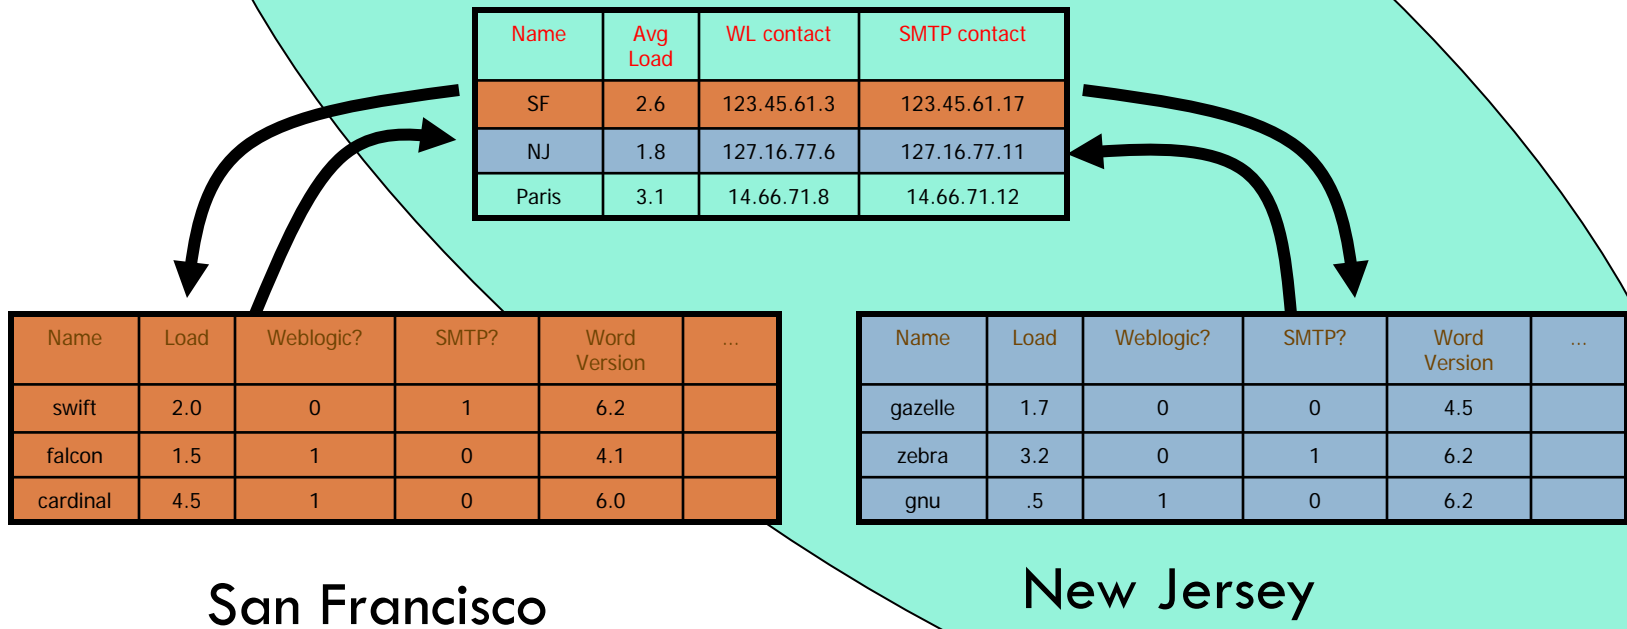 Name Avg Load WL contact SMTP contact
SF 2.6 123.45.61.3 123.45.61.17
NJ 1.8 127.16.77.6 127.16.77.11
Paris 3.1 14.66.71.8 14.66.71.12
Name Load Weblogic? SMTP? Word Version ...
swift 2.0 0 1 6.2
falcon 1.5 1 0 4.1
cardinal 4.5 1 0 6.0
Name Load Weblogic? SMTP? Word Version ...
gazelle 1.7 0 0 4.5
zebra 3.2 0 1 6.2
gnu .5 1 0 6.2
San Francisco
New Jersey